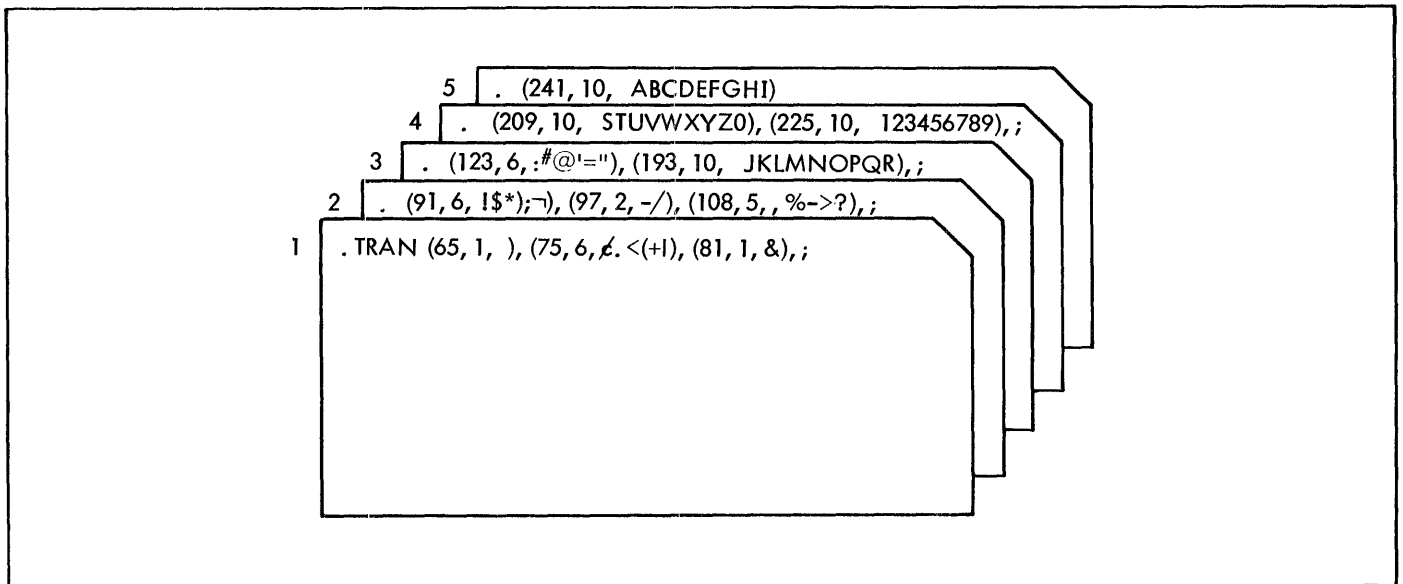 5 . (241, 10, ABCDEFGHI)
4 . (209, 10, STUVWXYZ0), (225, 10, 123456789), ;
3 . (123, 6, :#@'="), (193, 10, JKLMNOPQR), ;
2 . (91, 6, !$*);¬), (97, 2, -/), (108, 5, , %->?), ;
1 . TRAN (65, 1, ), (75, 6, ¢. <(+I), (81, 1, &), ;